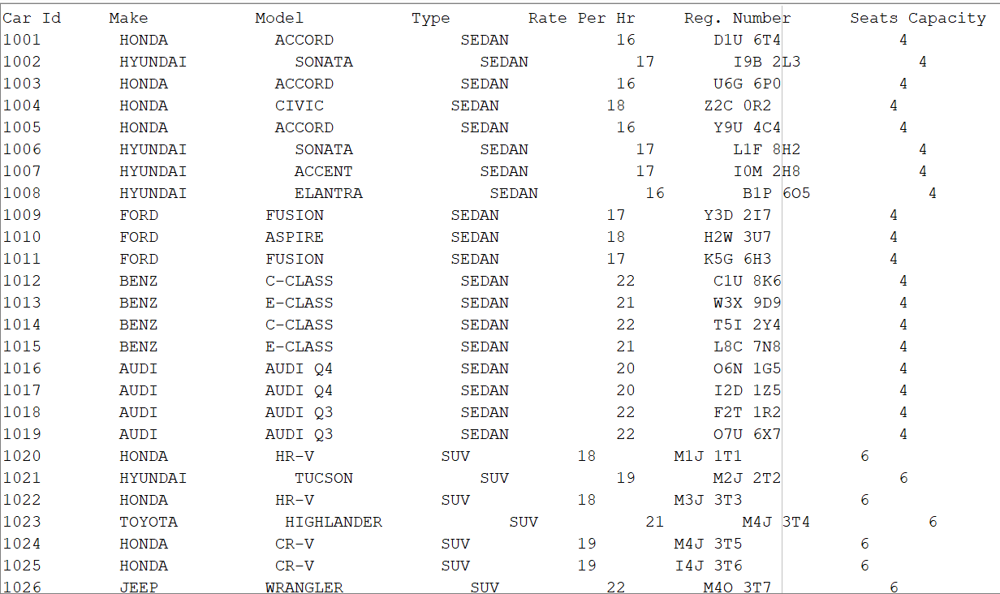 Car Id Make Model Type Rate Per Hr Reg. Number Seats Capacity
1001 HONDA ACCORD SEDAN 16 D1U 6T4 4
1002 HYUNDAI SONATA SEDAN 17 I9B 2L3 4
1003 HONDA ACCORD SEDAN 16 U6G 6P0 4
1004 HONDA CIVIC SEDAN 18 Z2C 0R2 4
1005 HONDA ACCORD SEDAN 16 Y9U 4C4 4
1006 HYUNDAI SONATA SEDAN 17 L1F 8H2 4
1007 HYUNDAI ACCENT SEDAN 17 I0M 2H8 4
1008 HYUNDAI ELANTRA SEDAN 16 B1P 6O5 4
1009 FORD FUSION SEDAN 17 Y3D 2I7 4
1010 FORD ASPIRE SEDAN 18 H2W 3U7 4
1011 FORD FUSION SEDAN 17 K5G 6H3 4
1012 BENZ C-CLASS SEDAN 22 C1U 8K6 4
1013 BENZ E-CLASS SEDAN 21 W3X 9D9 4
1014 BENZ C-CLASS SEDAN 22 T5I 2Y4 4
1015 BENZ E-CLASS SEDAN 21 L8C 7N8 4
1016 AUDI AUDI Q4 SEDAN 20 O6N 1G5 4
1017 AUDI AUDI Q4 SEDAN 20 I2D 1Z5 4
1018 AUDI AUDI Q3 SEDAN 22 F2T 1R2 4
1019 AUDI AUDI Q3 SEDAN 22 O7U 6X7 4
1020 HONDA HR-V SUV 18 M1J 1T1 6
1021 HYUNDAI TUCSON SUV 19 M2J 2T2 6
1022 HONDA HR-V SUV 18 M3J 3T3 6
1023 TOYOTA HIGHLANDER SUV 21 M4J 3T4 6
1024 HONDA CR-V SUV 19 M4J 3T5 6
1025 HONDA CR-V SUV 19 I4J 3T6 6
1026 JEEP WRANGLER SUV 22 M4O 3T7 6